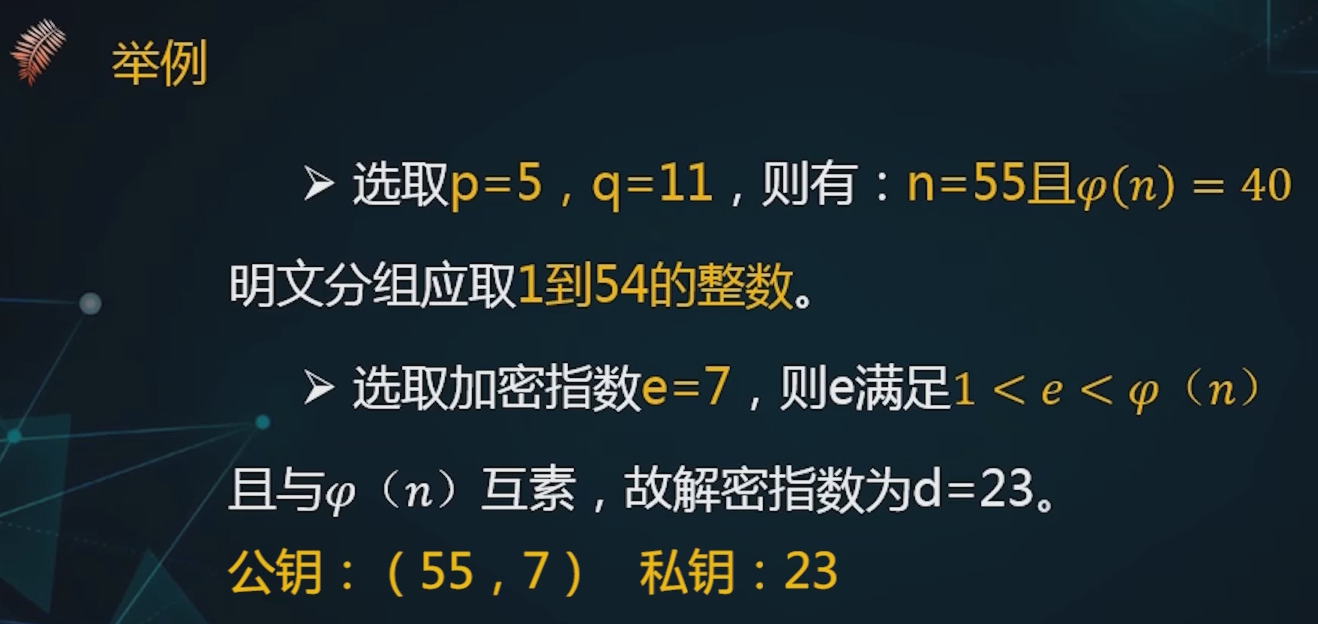 举例
➢ 选取p=5，q=11，则有：n=55且φ(n) = 40
明文分组应取1到54的整数。
➢ 选取加密指数e=7，则e满足1 < e < φ（n）
且与φ（n）互素，故解密指数为d=23。
公钥：（55，7） 私钥：23